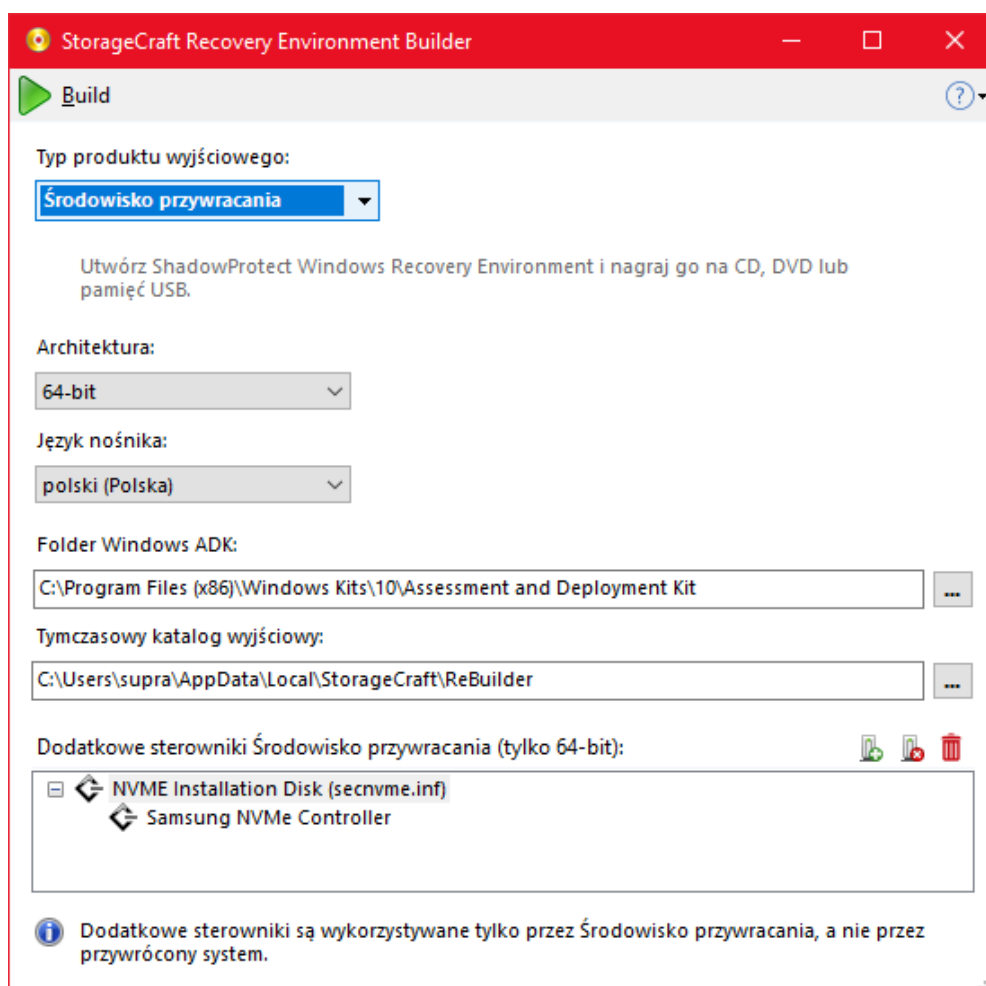 StorageCraft Recovery Environment Builder
Build
Typ produktu wyjściowego:
Środowisko przywracania
Utwórz ShadowProtect Windows Recovery Environment i nagraj go na CD, DVD lub
pamięć USB.
Architektura:
64-bit
Język nośnika:
polski (Polska)
Folder Windows ADK:
C:\Program Files (x86)\Windows Kits\10\Assessment and Deployment Kit
...
Tymczasowy katalog wyjściowy:
C:\Users\supra\AppData\Local\StorageCraft\ReBuilder
...
Dodatkowe sterowniki Środowisko przywracania (tylko 64-bit):
NVME Installation Disk (secnvme.inf)
Samsung NVMe Controller
Dodatkowe sterowniki są wykorzystywane tylko przez Środowisko przywracania, a nie przez
przywrócony system.